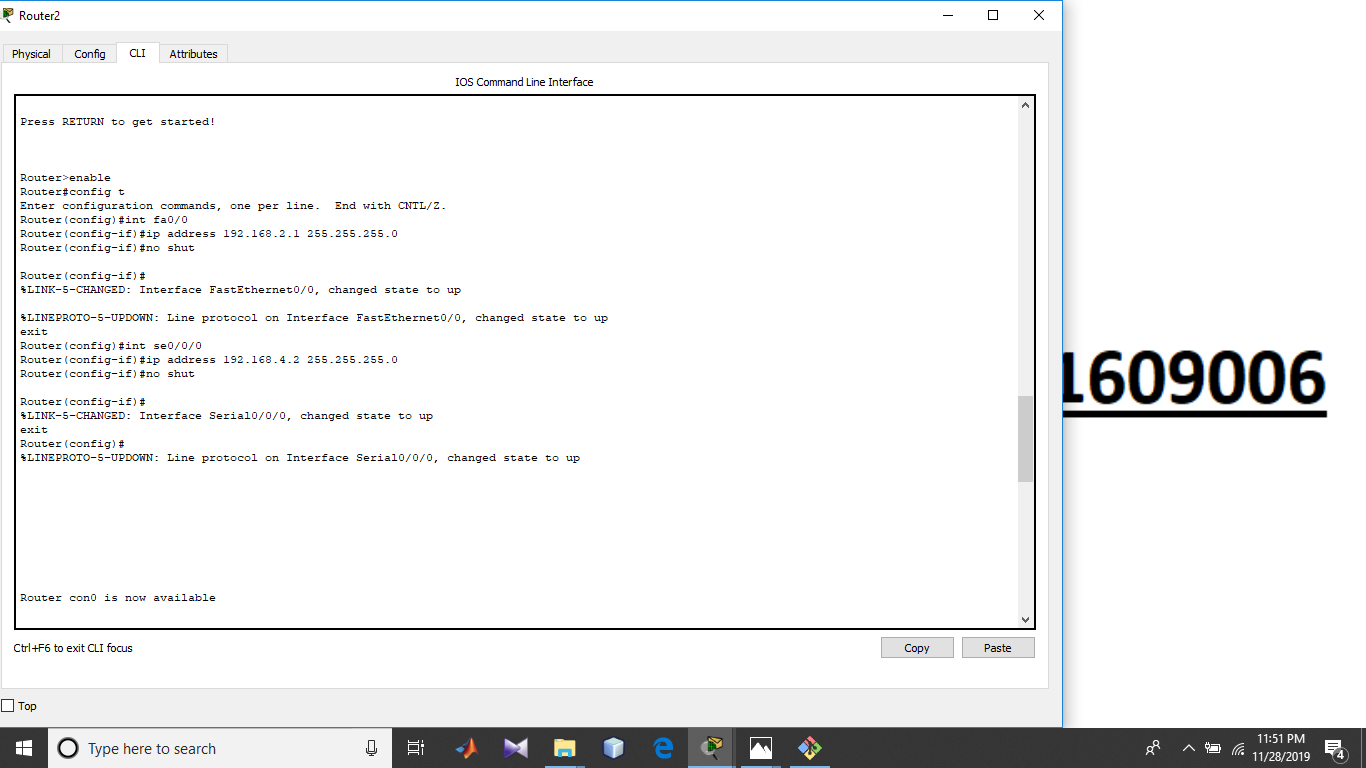 Router2
Physical Config CLI Attributes
IOS Command Line Interface
Press RETURN to get started!
Router>enable
Router#config t
Enter configuration commands, one per line.  End with CNTL/Z.
Router(config)#int fa0/0
Router(config-if)#ip address 192.168.2.1 255.255.255.0
Router(config-if)#no shut
Router(config-if)#
%LINK-5-CHANGED: Interface FastEthernet0/0, changed state to up
%LINEPROTO-5-UPDOWN: Line protocol on Interface FastEthernet0/0, changed state to up
exit
Router(config)#int se0/0/0
Router(config-if)#ip address 192.168.4.2 255.255.255.0
Router(config-if)#no shut
Router(config-if)#
%LINK-5-CHANGED: Interface Serial0/0/0, changed state to up
exit
Router(config)#
%LINEPROTO-5-UPDOWN: Line protocol on Interface Serial0/0/0, changed state to up
Router con0 is now available
Ctrl+F6 to exit CLI focus
Copy Paste
Top
1609006
Type here to search
11:51 PM
11/28/2019
4